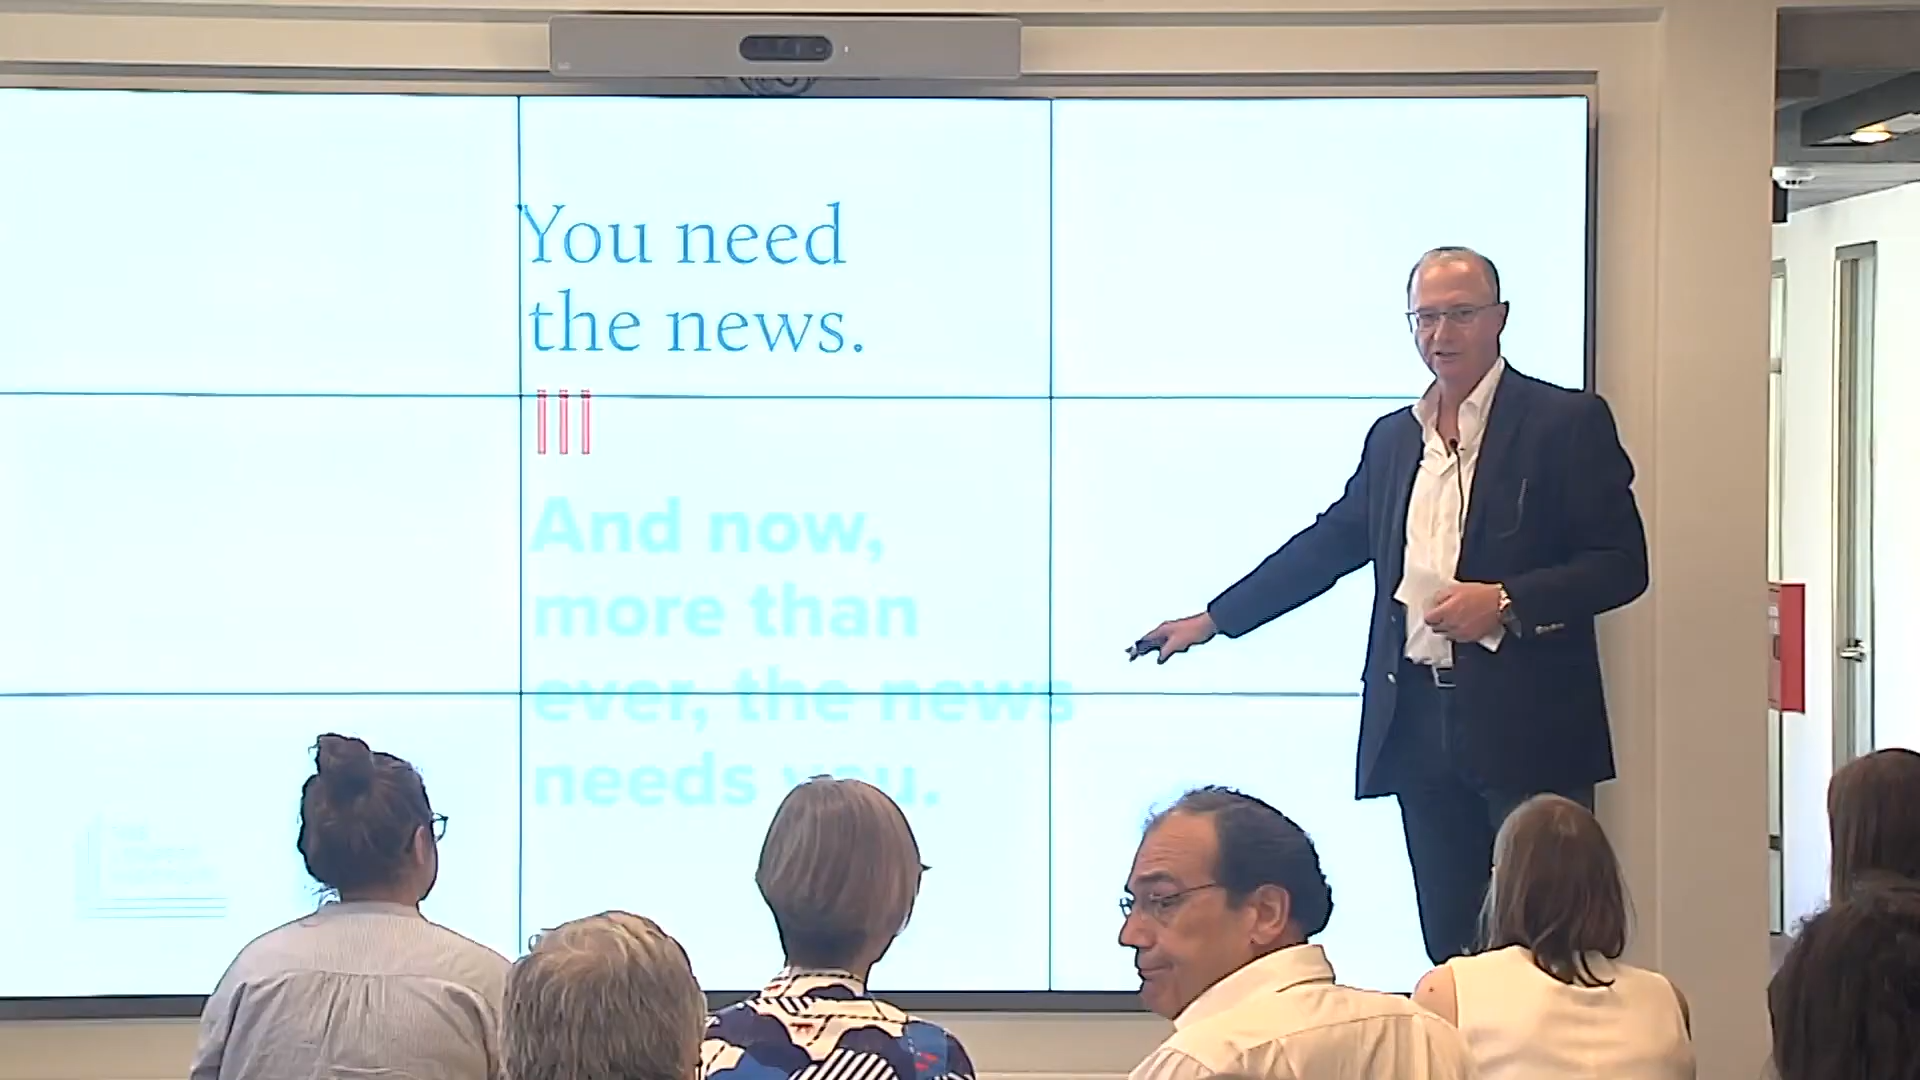 You need
the news.
And now,
more than
ever, the news
needs you.